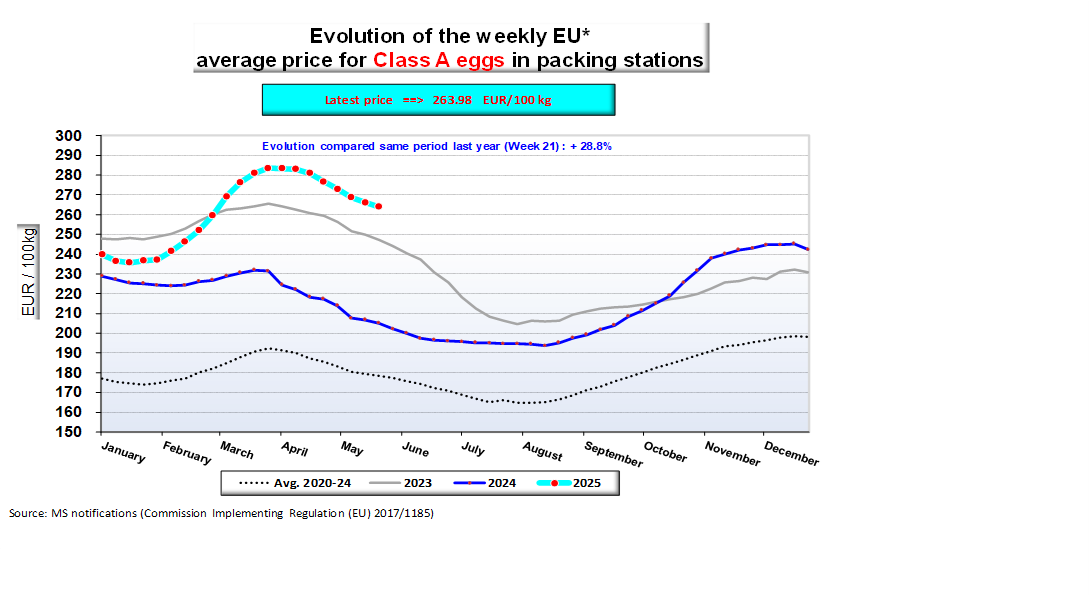 Evolution of the weekly EU*
average price for Class A eggs in packing stations
Latest price ==> 263.98 EUR/100 kg
Evolution compared same period last year (Week 21) : + 28.8%
EUR / 100kg
300
290
280
270
260
250
240
230
220
210
200
190
180
170
160
150
January February March April May June July August September October November December
Avg. 2020-24 2023 2024 2025
Source: MS notifications (Commission Implementing Regulation (EU) 2017/1185)